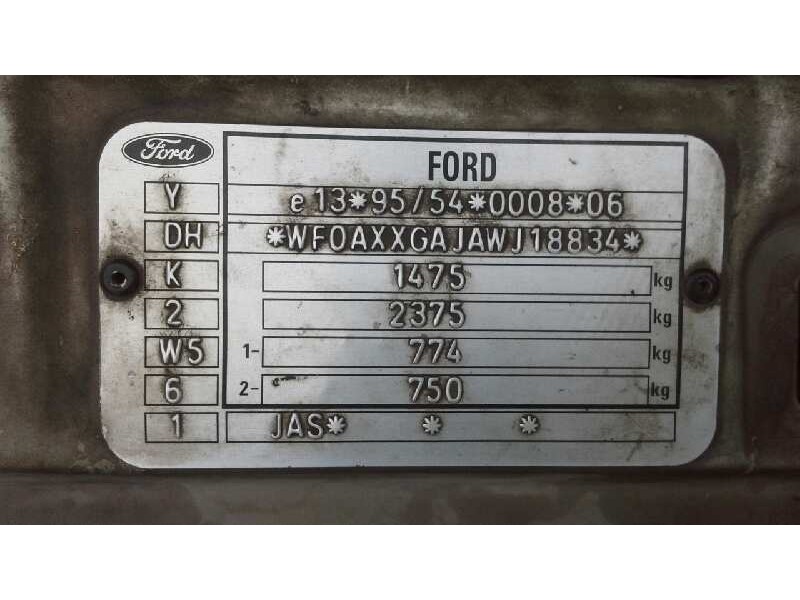 Ford FORD
Y e13*95/54*0008*06
DH *WF0AXXGAJAWJ18834*
K 1475 kg
2 2375 kg
W5 1- 774 kg
6 2- 750 kg
1 JAS* * *